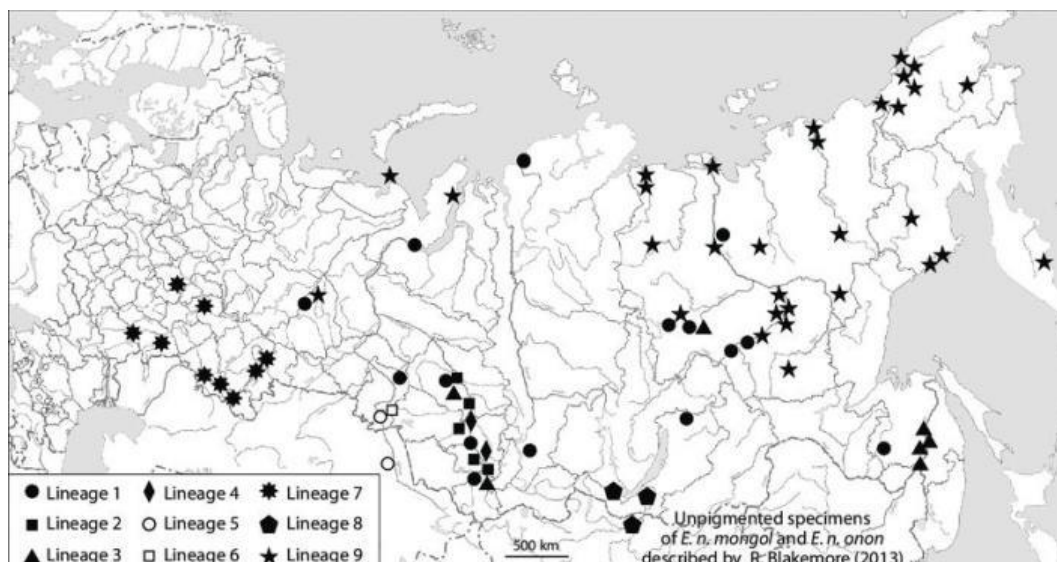 Lineage 1
Lineage 4
Lineage 7
Lineage 2
Lineage 5
Lineage 8
Lineage 3
Lineage 6
Lineage 9
500 km
Unpigmented specimens
of E. n. mongol and E. n. orion
described by R. Blakemore (2013)